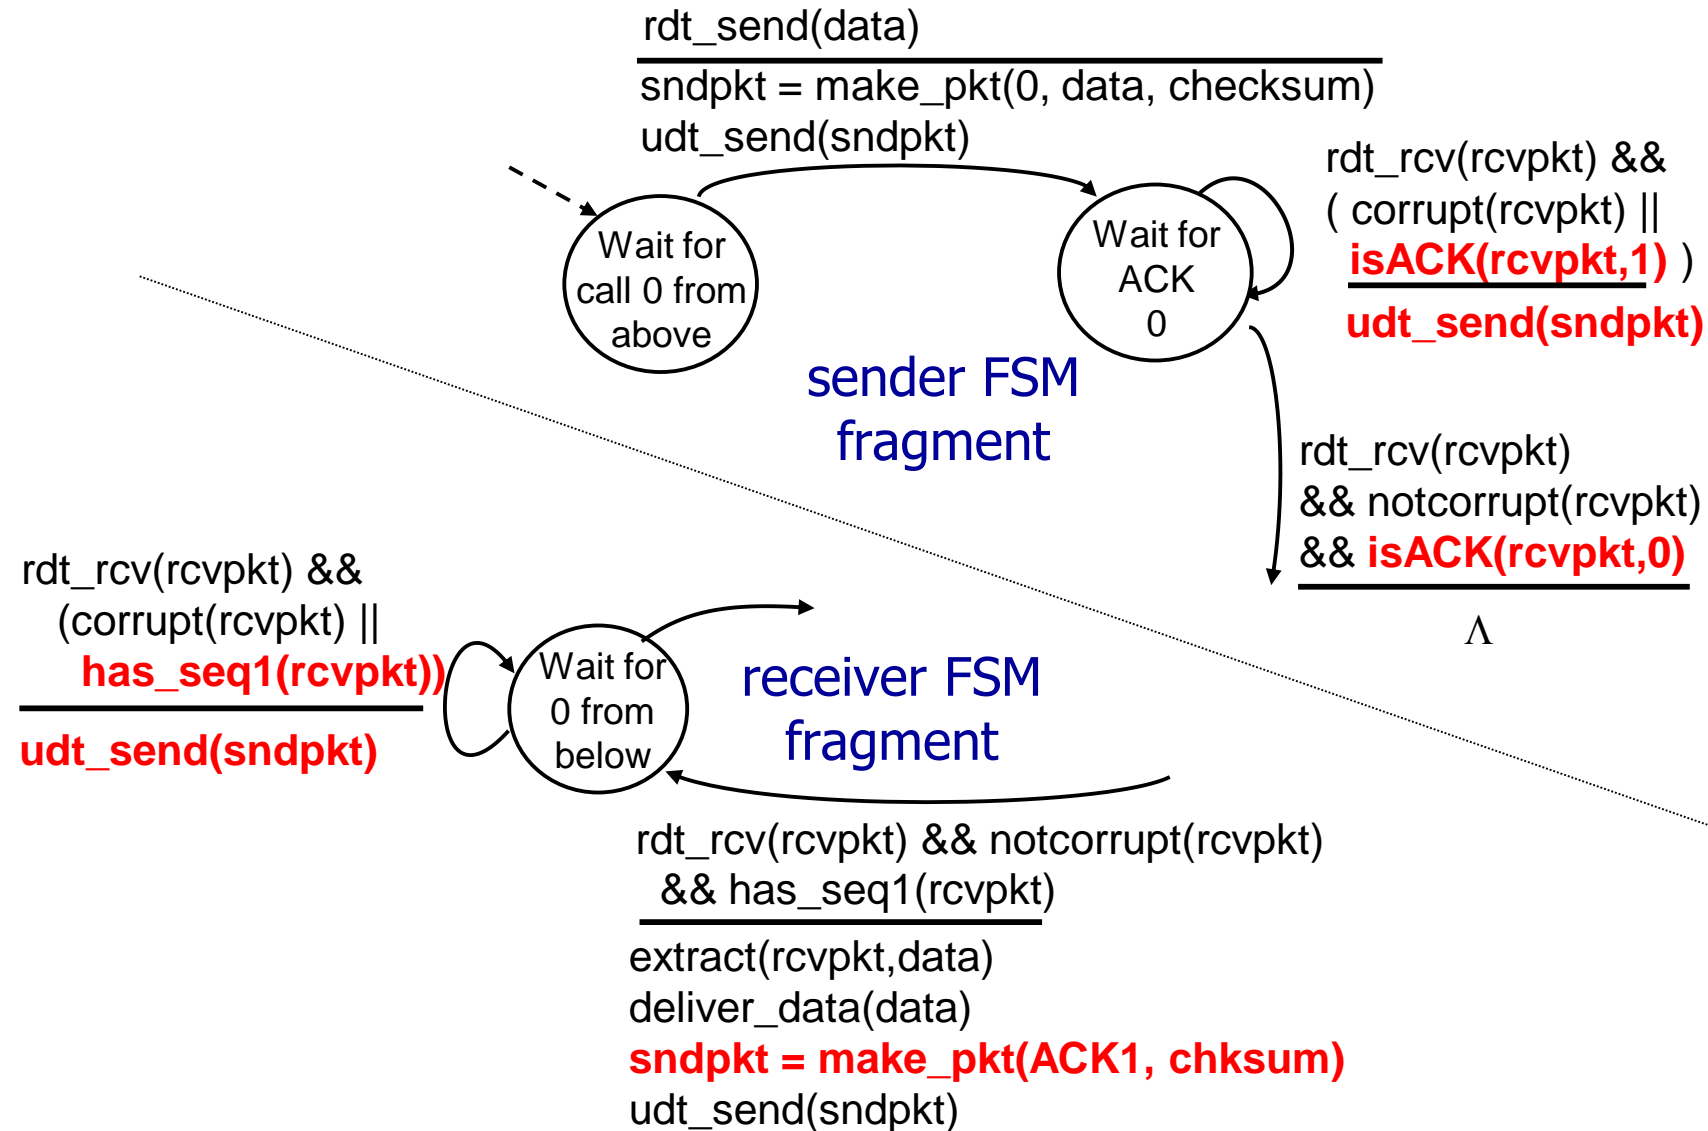 rdt_send(data)
sndpkt = make_pkt(0, data, checksum)
udt_send(sndpkt)
Wait for
call 0 from
above
Wait for
ACK
0
rdt_rcv(rcvpkt) &&
( corrupt(rcvpkt) ||
isACK(rcvpkt,1) )
udt_send(sndpkt)
sender FSM
fragment
rdt_rcv(rcvpkt)
&& notcorrupt(rcvpkt)
&& isACK(rcvpkt,0)
Λ
rdt_rcv(rcvpkt) &&
(corrupt(rcvpkt) ||
has_seq1(rcvpkt))
udt_send(sndpkt)
Wait for
0 from
below
receiver FSM
fragment
rdt_rcv(rcvpkt) && notcorrupt(rcvpkt)
&& has_seq1(rcvpkt)
extract(rcvpkt,data)
deliver_data(data)
sndpkt = make_pkt(ACK1, chksum)
udt_send(sndpkt)